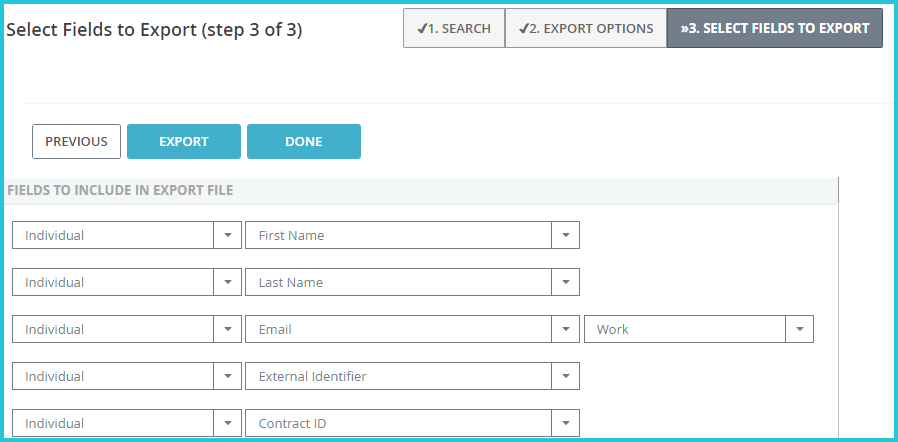 Select Fields to Export (step 3 of 3)
✔1. SEARCH
✔2. EXPORT OPTIONS
»3. SELECT FIELDS TO EXPORT
PREVIOUS
EXPORT
DONE
FIELDS TO INCLUDE IN EXPORT FILE
Individual First Name
Individual Last Name
Individual Email Work
Individual External Identifier
Individual Contract ID